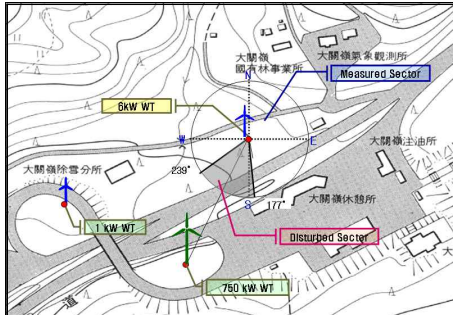 大關嶺氣象觀測所
大關嶺
國有林事業所
N
Measured Sector
6kW WT
W
E
大關嶺注油所
大關嶺除雪分所
239°
177°
S
大關嶺休憩所
1 kW WT
Disturbed Sector
大
750 kW WT
道